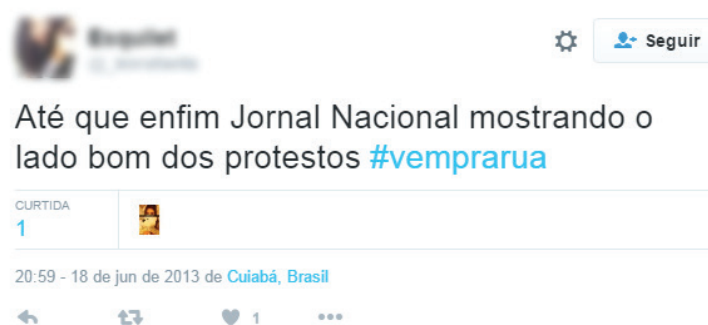 Seguir
Até que enfim Jornal Nacional mostrando o
lado bom dos protestos #vemprarua
CURTIDA
1
20:59 - 18 de jun de 2013 de Cuiabá, Brasil
1